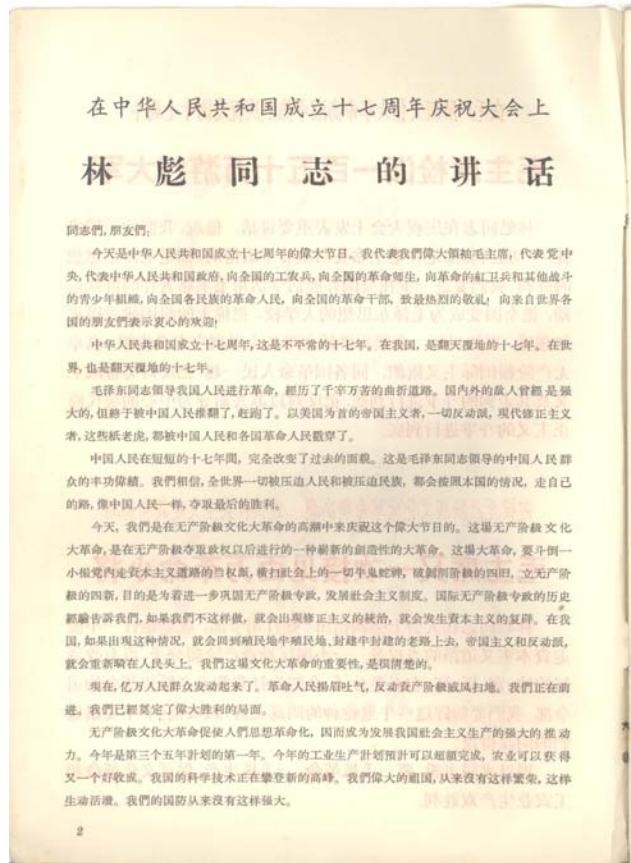 在中华人民共和国成立十七周年庆祝大会上
林彪同志的讲话
同志們,朋友們:
今天是中华人民共和国成立十七周年的偉大节日。我代表我們偉大領袖毛主席,代表党中
央,代表中华人民共和国政府,向全国的工农兵,向全国的革命师生,向革命的紅卫兵和其他战斗
的青少年組織,向全国各民族的革命人民,向全国的革命干部,致最热烈的敬礼!向来自世界各
国的朋友們表示衷心的欢迎!
中华人民共和国成立十七周年,这是不平常的十七年。在我国,是翻天复地的十七年。在世
界,也是翻天覆地的十七年。
毛泽东同志領导我国人民进行革命,經历了千辛万苦的曲折道路。国内外的敌人曾經是强
大的,但終于被中国人民推翻了,赶跑了。以美国为首的帝国主义者,一切反动派,現代修正主义
者,这些紙老虎,都被中国人民和各国革命人民戳穿了。
中国人民在短短的十七年間,完全改变了过去的面貌。这是毛泽东同志領导的中国人民群
众的丰功偉績。我們相信,全世界一切被压迫人民和被压迫民族,都会按照本国的情况,走自己
的路,像中国人民一样,夺取最后的胜利。
今天,我們是在无产阶級文化大革命的高潮中来庆祝这个偉大节日的。这場无产阶級文化
大革命,是在无产阶級夺取政权以后进行的一种嶄新的創造性的大革命。这場大革命,要斗倒一
小撮党内走資本主义道路的当权派,横扫社会上的一切牛鬼蛇神,破剝削阶級的四旧,立无产阶
級的四新,目的是为着进一步巩固无产阶級专政,发展社会主义制度。国际无产阶級专政的历史
經驗告訴我們,如果我們不这样做,就会出現修正主义的統治,就会发生資本主义的复辟。在我
国,如果出現这种情况,就会回到殖民地半殖民地、封建半封建的老路上去,帝国主义和反动派,
就会重新騎在人民头上。我們这場文化大革命的重要性,是很清楚的。
現在,亿万人民群众发动起来了。革命人民揚眉吐气,反动資产阶級威风扫地。我們正在前
进。我們已經奠定了偉大胜利的局面。
无产阶級文化大革命促使人們思想革命化,因而成为发展我国社会主义生产的强大的推动
力。今年是第三个五年計划的第一年。今年的工业生产計划預計可以超額完成,农业可以获得
又一个好收成。我国的科学技术正在攀登新的高峰。我們偉大的祖国,从来沒有这样繁荣,这样
生动活潑。我們的国防从来沒有这样强大。
2